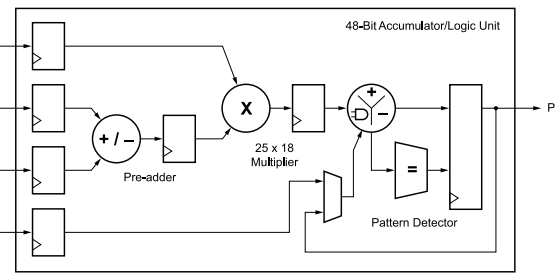 48-Bit Accumulator/Logic Unit
+
X
–
P
+ / –
25 x 18
Multiplier
=
Pre-adder
Pattern Detector